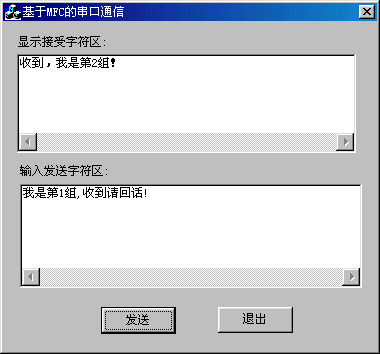 基于MFC的串口通信
显示接受字符区:
收到，我是第2组!
输入发送字符区:
我是第1组,收到请回话!
发送
退出